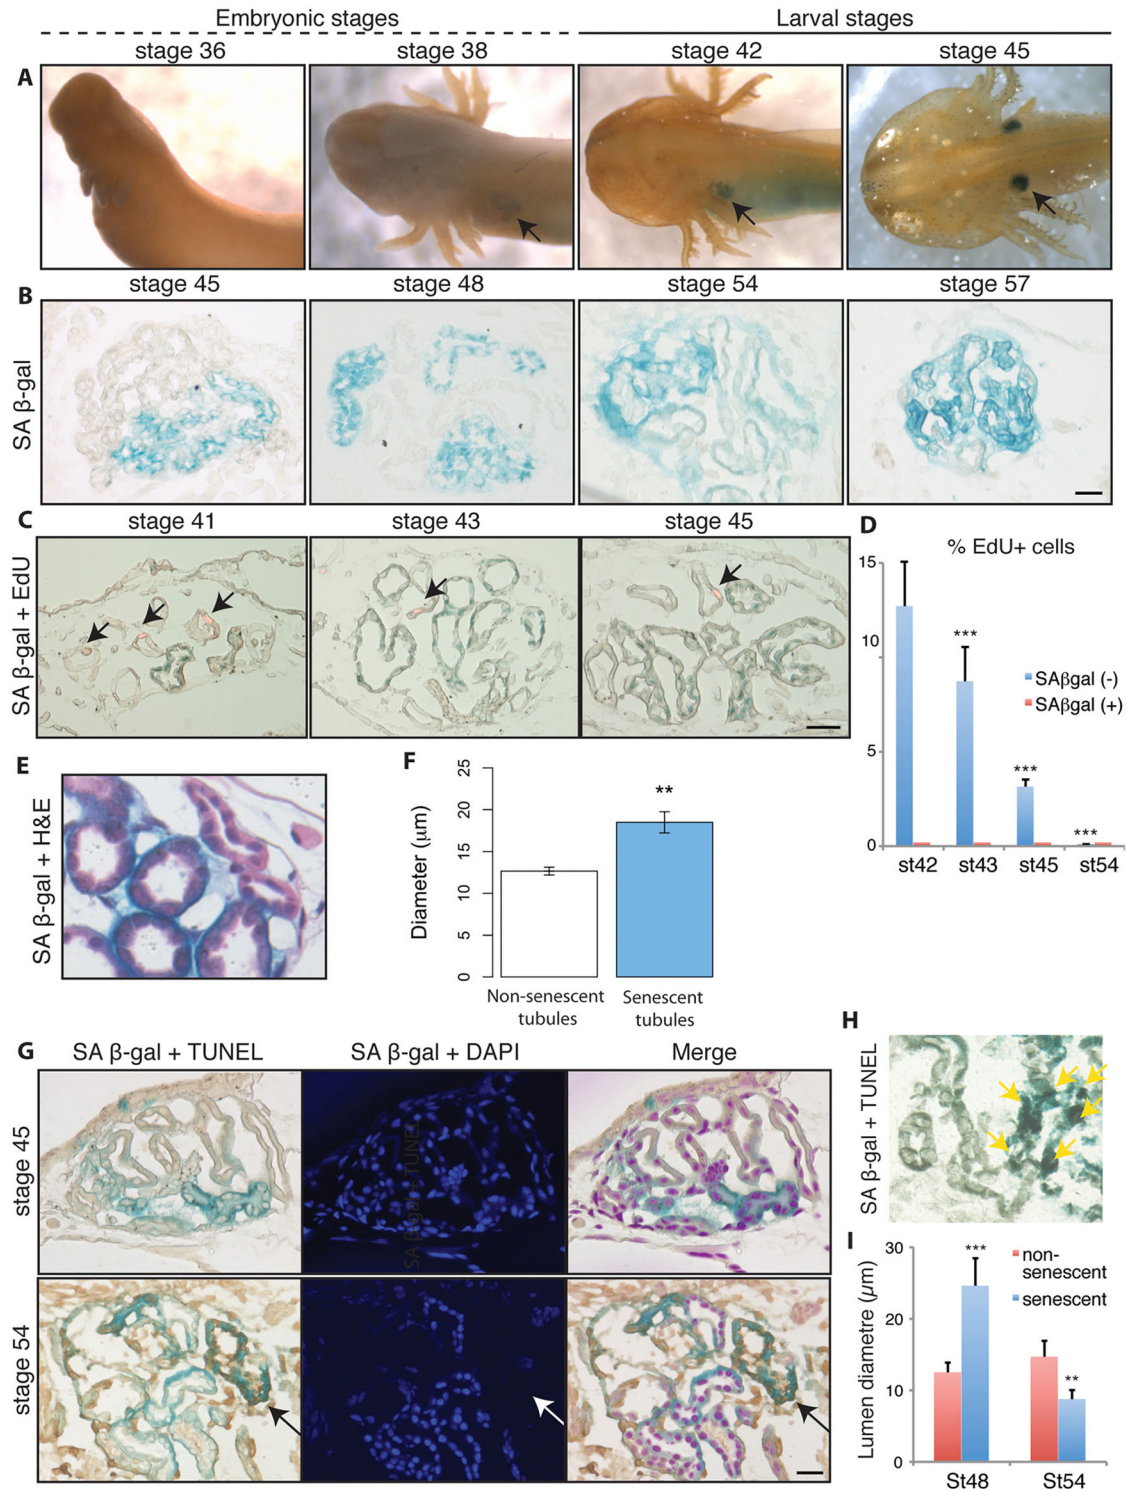 Embryonic stages
Larval stages
stage 36
stage 38
stage 42
stage 45
A
B
stage 45
stage 48
stage 54
stage 57
SA β-gal
C
stage 41
stage 43
stage 45
SA β-gal + EdU
D
% EdU+ cells
15
10
5
0
***
***
***
SAβgal (-)
SAβgal (+)
st42
st43
st45
st54
E
SA β-gal + H&E
F
Diameter (μm)
25
20
15
10
5
0
**
Non-senescent
tubules
Senescent
tubules
G
SA β-gal + TUNEL
SA β-gal + DAPI
Merge
stage 45
SA β-gal + TUNEL
stage 54
H
SA β-gal + TUNEL
I
Lumen diametre (μm)
30
20
10
0
***
**
non-
senescent
senescent
St48
St54